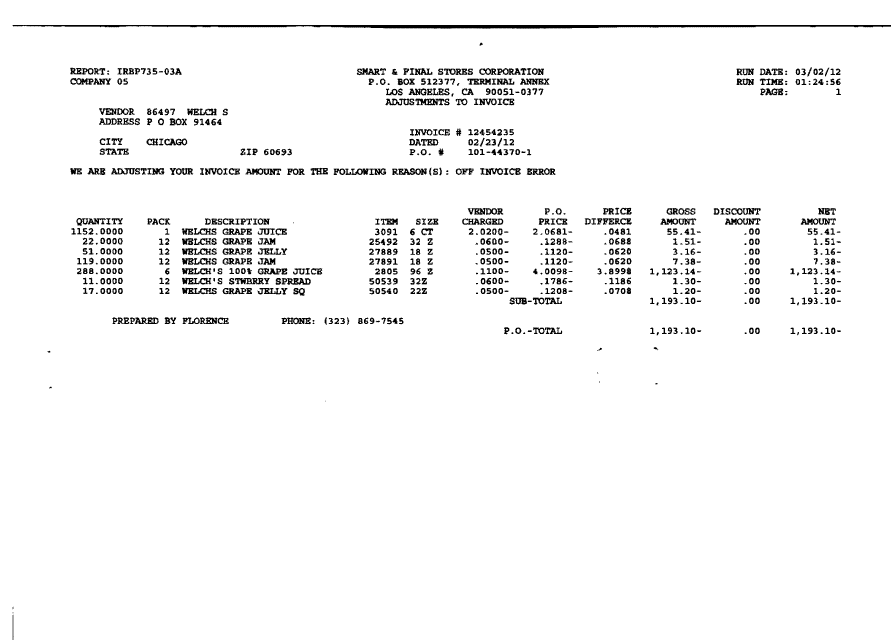 REPORT: IRBP735-03A SMART & FINAL STORES CORPORATION RUN DATE: 03/02/12
COMPANY 05 P.O. BOX 512377, TERMINAL ANNEX RUN TIME: 01:24:56
LOS ANGELES, CA 90051-0377 PAGE: 1
ADJUSTMENTS TO INVOICE
VENDOR 86497 WELCH S
ADDRESS P O BOX 91464
INVOICE # 12454235
CITY CHICAGO DATED 02/23/12
STATE ZIP 60693 P.O. # 101-44370-1
WE ARE ADJUSTING YOUR INVOICE AMOUNT FOR THE FOLLOWING REASON(S): OFF INVOICE ERROR
VENDOR P.O. PRICE GROSS DISCOUNT NET
QUANTITY PACK DESCRIPTION ITEM SIZE CHARGED PRICE DIFFERCE AMOUNT AMOUNT AMOUNT
1152.0000 1 WELCHS GRAPE JUICE 3091 6 CT 2.0200- 2.0681- .0481 55.41- .00 55.41-
22.0000 12 WELCHS GRAPE JAM 25492 32 Z .0600- .1288- .0688 1.51- .00 1.51-
51.0000 12 WELCHS GRAPE JELLY 27889 18 Z .0500- .1120- .0620 3.16- .00 3.16-
119.0000 12 WELCHS GRAPE JAM 27891 18 Z .0500- .1120- .0620 7.38- .00 7.38-
288.0000 6 WELCH'S 100% GRAPE JUICE 2805 96 Z .1100- 4.0098- 3.8998 1,123.14- .00 1,123.14-
11.0000 12 WELCH'S STWBRRY SPREAD 50539 32Z .0600- .1786- .1186 1.30- .00 1.30-
17.0000 12 WELCHS GRAPE JELLY SQ 50540 22Z .0500- .1208- .0708 1.20- .00 1.20-
SUB-TOTAL 1,193.10- .00 1,193.10-
PREPARED BY FLORENCE PHONE: (323) 869-7545
P.O.-TOTAL 1,193.10- .00 1,193.10-